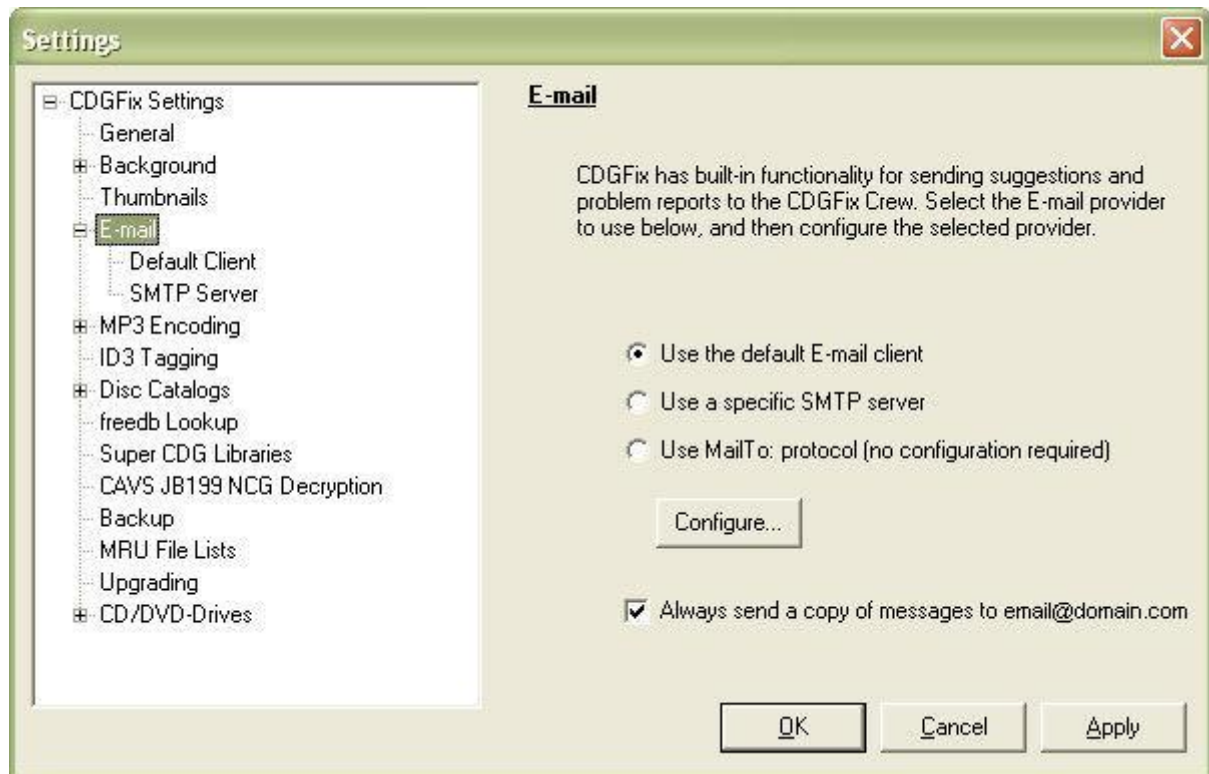 Settings
CDGFix Settings
General
Background
Thumbnails
E-mail
Default Client
SMTP Server
MP3 Encoding
ID3 Tagging
Disc Catalogs
freedb Lookup
Super CDG Libraries
CAVS JB199 NCG Decryption
Backup
MRU File Lists
Upgrading
CD/DVD-Drives
E-mail
CDGFix has built-in functionality for sending suggestions and
problem reports to the CDGFix Crew. Select the E-mail provider
to use below, and then configure the selected provider.
Use the default E-mail client
Use a specific SMTP server
Use MailTo: protocol (no configuration required)
Configure...
Always send a copy of messages to email@domain.com
OK
Cancel
Apply